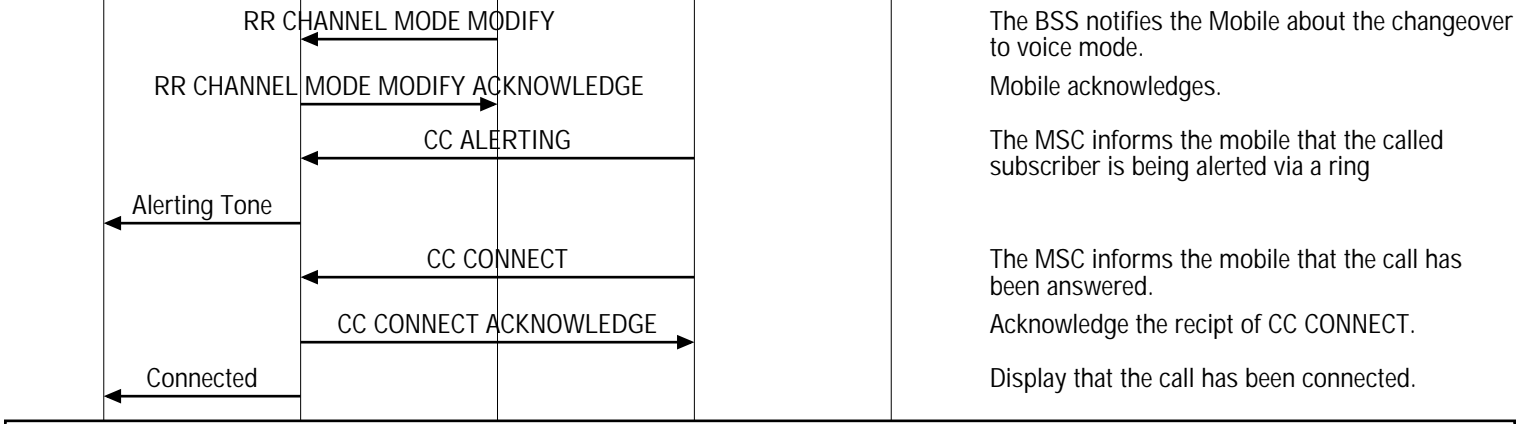 RR CHANNEL MODE MODIFY
The BSS notifies the Mobile about the changeover
to voice mode.
RR CHANNEL MODE MODIFY ACKNOWLEDGE
Mobile acknowledges.
CC ALERTING
The MSC informs the mobile that the called
subscriber is being alerted via a ring
Alerting Tone
CC CONNECT
The MSC informs the mobile that the call has
been answered.
CC CONNECT ACKNOWLEDGE
Acknowledge the recipt of CC CONNECT.
Connected
Display that the call has been connected.